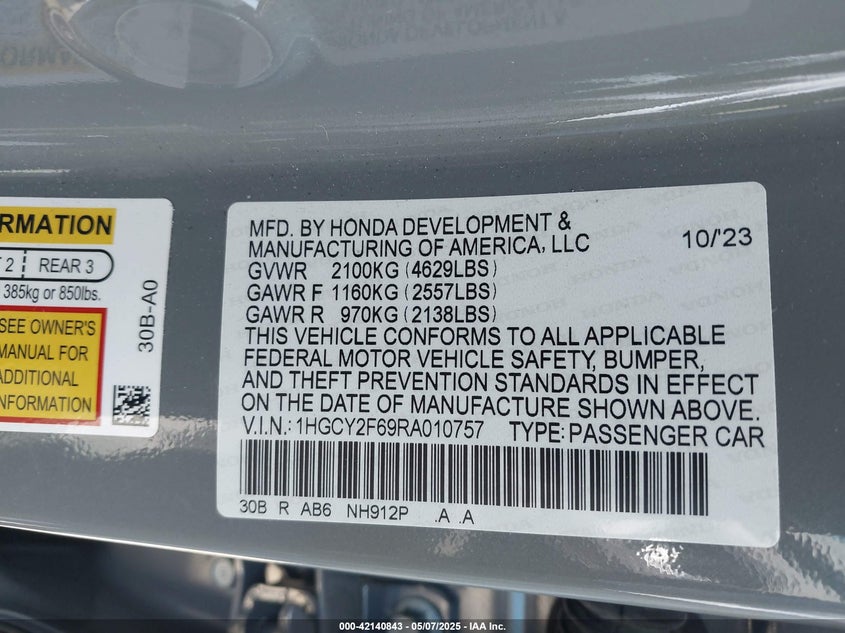 RMATION
2 REAR 3
385kg or 850lbs.
SEE OWNER'S
MANUAL FOR
ADDITIONAL
INFORMATION
30B-A0
MFD. BY HONDA DEVELOPMENT &
MANUFACTURING OF AMERICA, LLC 10/'23
GVWR 2100KG (4629LBS)
GAWR F 1160KG (2557LBS)
GAWR R 970KG (2138LBS)
THIS VEHICLE CONFORMS TO ALL APPLICABLE
FEDERAL MOTOR VEHICLE SAFETY, BUMPER,
AND THEFT PREVENTION STANDARDS IN EFFECT
ON THE DATE OF MANUFACTURE SHOWN ABOVE.
V.I.N.: 1HGCY2F69RA010757 TYPE: PASSENGER CAR
30B R AB6 NH912P .A .A
000-42140843 - 05/07/2025 - IAA Inc.